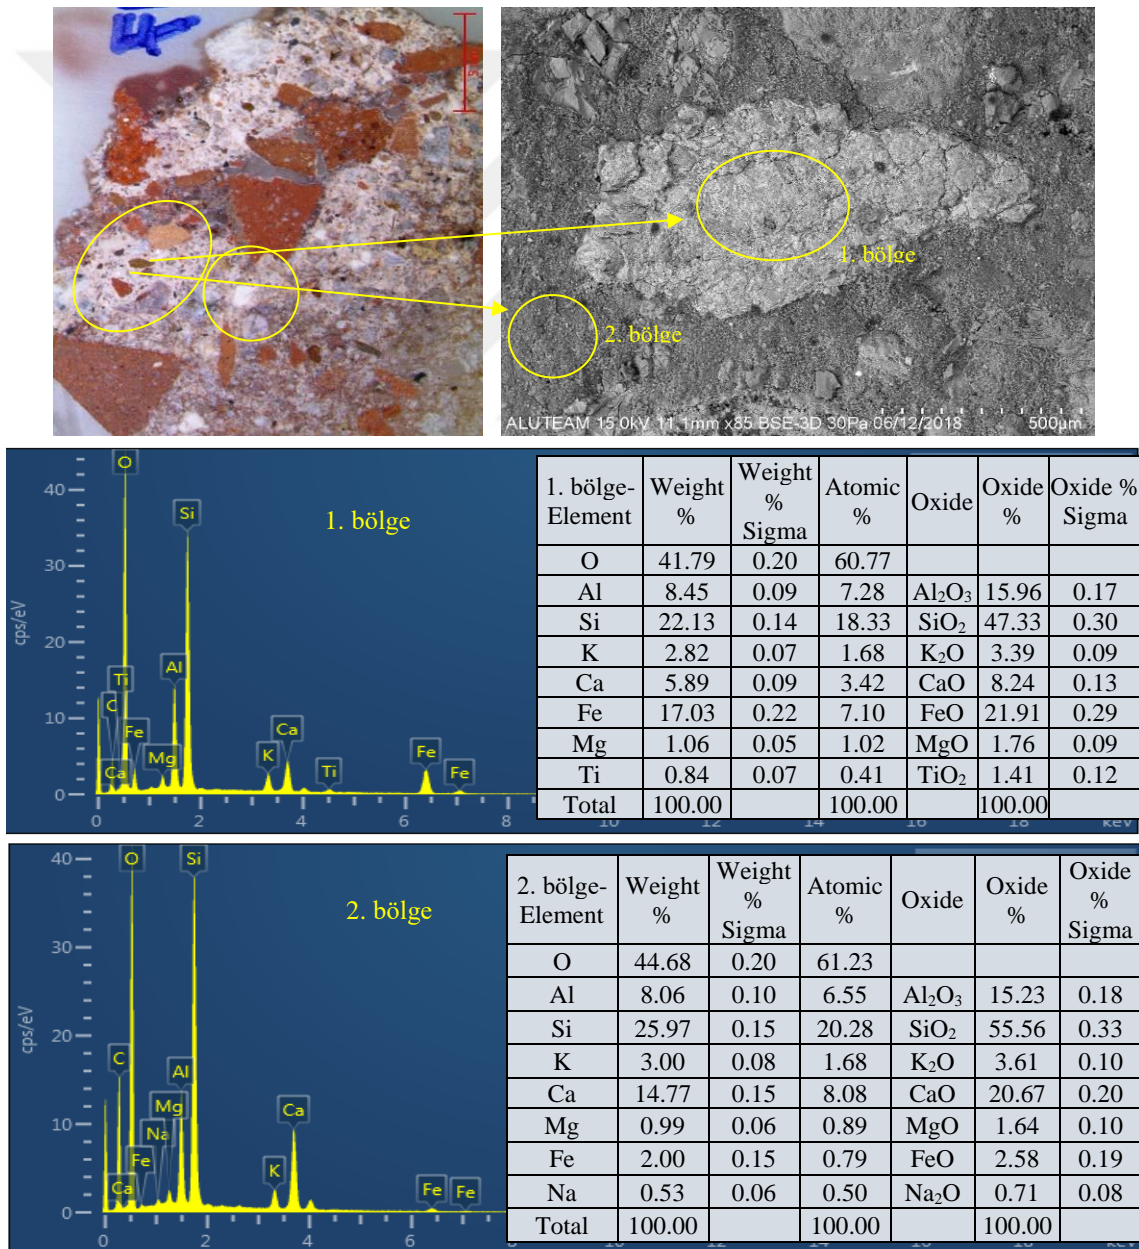 1. bölge
2. bölge
ALUTEAM 15.0kV 11.1mm x85 BSE-3D 30Pa 06/12/2018 500µm
1. bölge
cps/eV
40
30
20
10
0
O
Si
Al
Ti
C
Fe
Mg
Ca
K
Ca
Ti
Fe
Fe
0 2 4 6 8 10 12 14 16 18 keV
1. bölge-Element Weight % Weight % Sigma Atomic % Oxide Oxide % Oxide % Sigma
O 41.79 0.20 60.77
Al 8.45 0.09 7.28 Al₂O₃ 15.96 0.17
Si 22.13 0.14 18.33 SiO₂ 47.33 0.30
K 2.82 0.07 1.68 K₂O 3.39 0.09
Ca 5.89 0.09 3.42 CaO 8.24 0.13
Fe 17.03 0.22 7.10 FeO 21.91 0.29
Mg 1.06 0.05 1.02 MgO 1.76 0.09
Ti 0.84 0.07 0.41 TiO₂ 1.41 0.12
Total 100.00 100.00 100.00
2. bölge
cps/eV
40
30
20
10
0
O
Si
C
Al
Mg
Na
Fe
Ca
K
Ca
Fe
Fe
0 2 4 6
2. bölge-Element Weight % Weight % Sigma Atomic % Oxide Oxide % Oxide % Sigma
O 44.68 0.20 61.23
Al 8.06 0.10 6.55 Al₂O₃ 15.23 0.18
Si 25.97 0.15 20.28 SiO₂ 55.56 0.33
K 3.00 0.08 1.68 K₂O 3.61 0.10
Ca 14.77 0.15 8.08 CaO 20.67 0.20
Mg 0.99 0.06 0.89 MgO 1.64 0.10
Fe 2.00 0.15 0.79 FeO 2.58 0.19
Na 0.53 0.06 0.50 Na₂O 0.71 0.08
Total 100.00 100.00 100.00